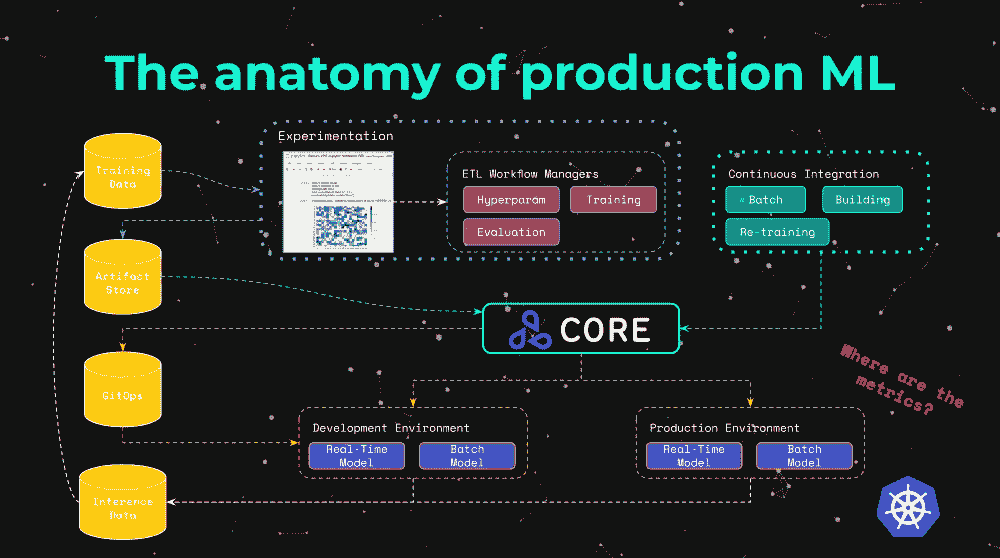 The anatomy of production ML
Experimentation
Training
Data
ETL Workflow Managers
Hyperparam
Training
Evaluation
Continuous Integration
Batch
Building
Re-training
Artifact
Store
CORE
GitOps
Where are the
metrics?
Development Environment
Real-Time
Model
Batch
Model
Production Environment
Real-Time
Model
Batch
Model
Inference
Data